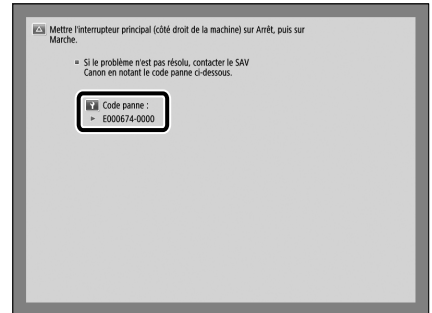 Mettre l'interrupteur principal (côté droit de la machine) sur Arrêt, puis sur
Marche.
Si le problème n'est pas résolu, contacter le SAV
Canon en notant le code panne ci-dessous.
Code panne :
E000674-0000